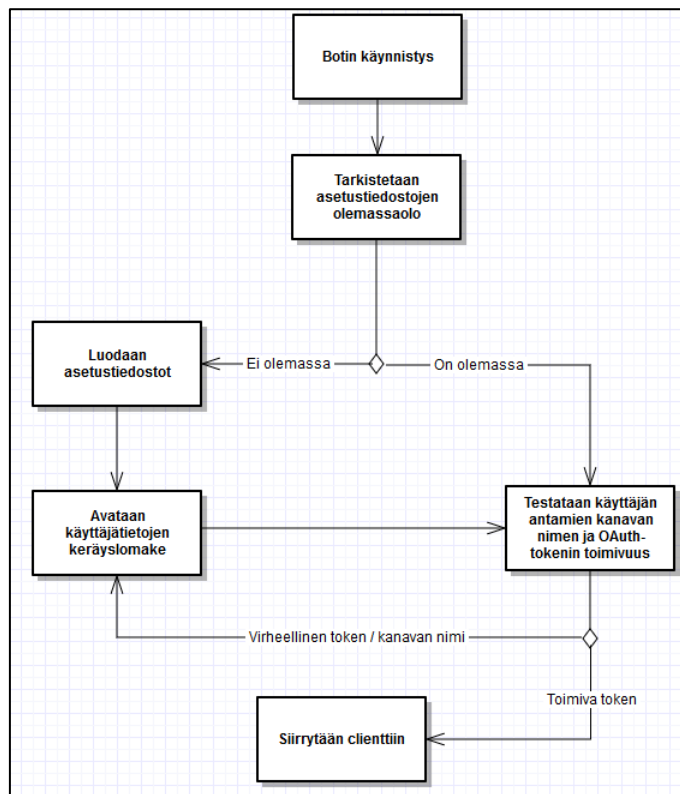 Botin käynnistys
Tarkistetaan
asetustiedostojen
olemassaolo
Luodaan
asetustiedostot
Ei olemassa
On olemassa
Avataan
käyttäjätietojen
keräyslomake
Testataan käyttäjän
antamien kanavan
nimen ja OAuth-
tokenin toimivuus
Virheellinen token / kanavan nimi
Toimiva token
Siirrytään clienttiin